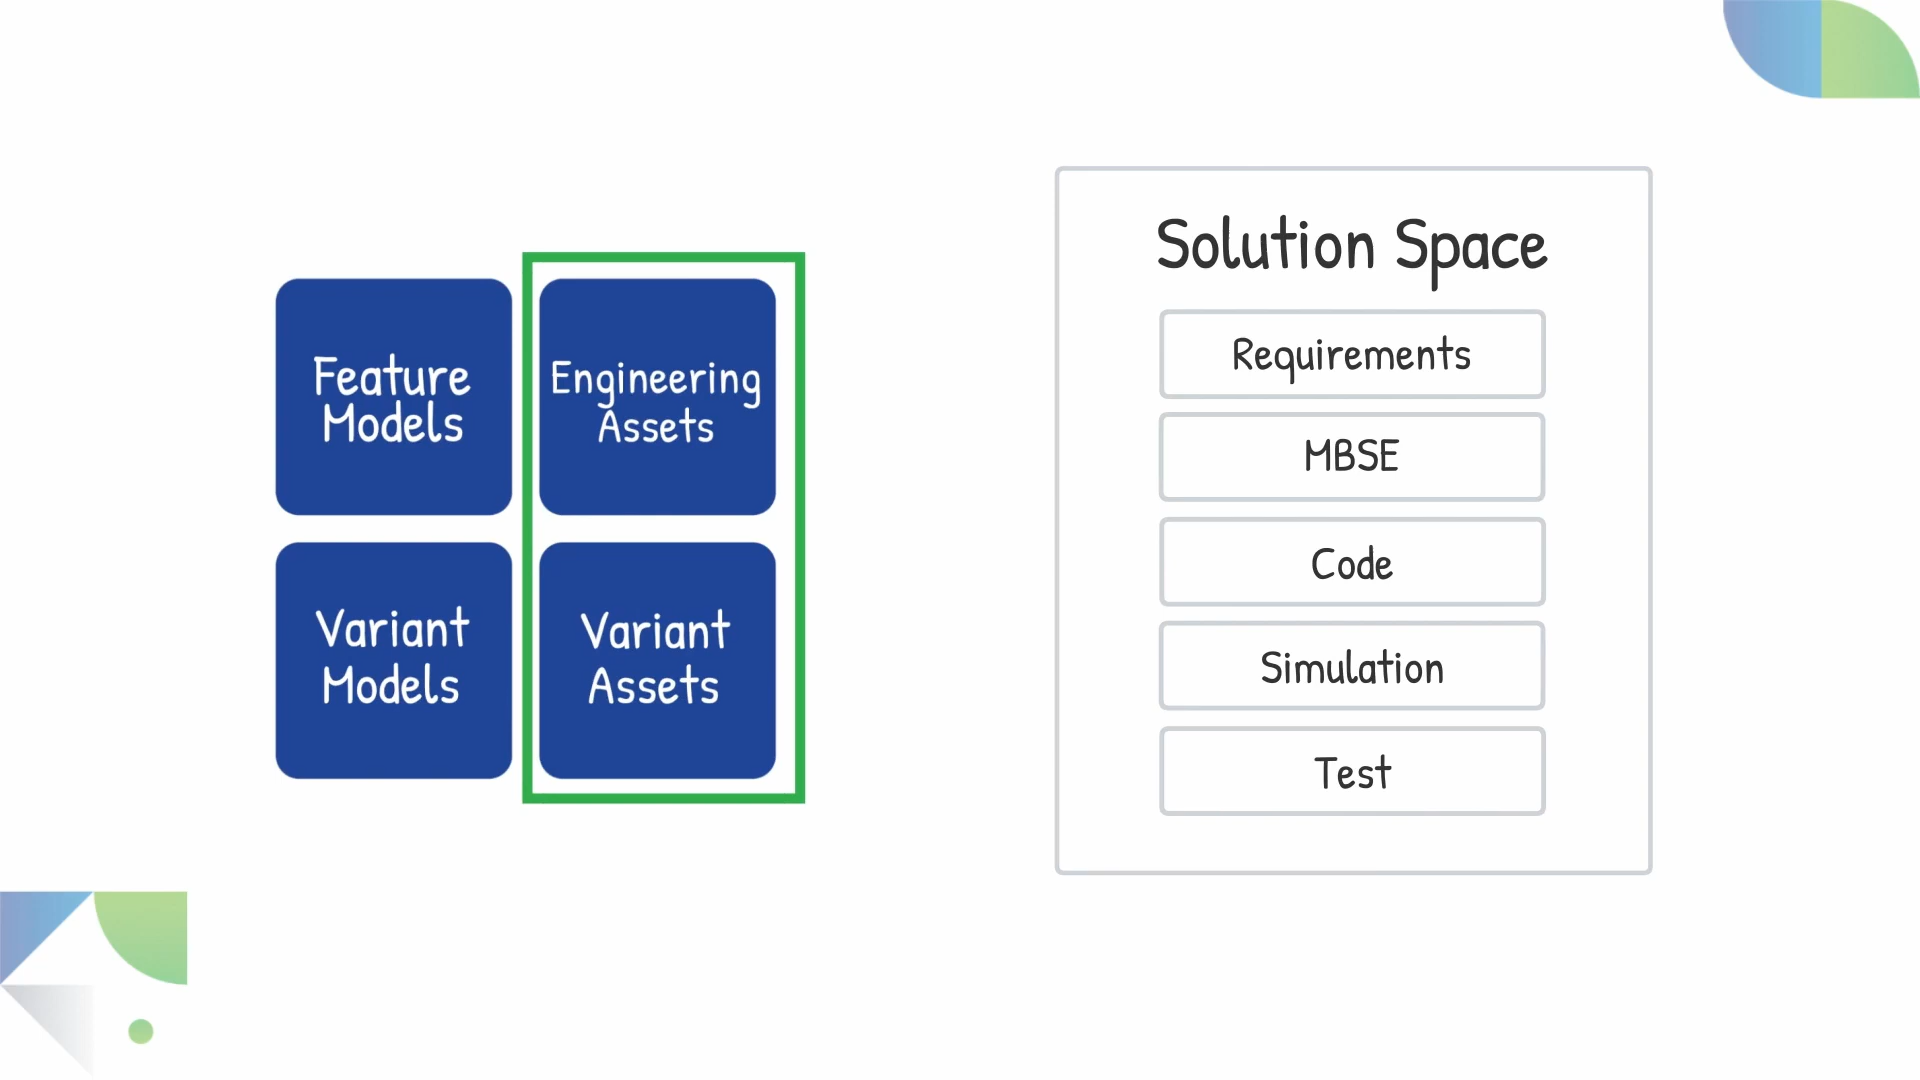 Feature
Models
Engineering
Assets
Variant
Models
Variant
Assets
Solution Space
Requirements
MBSE
Code
Simulation
Test